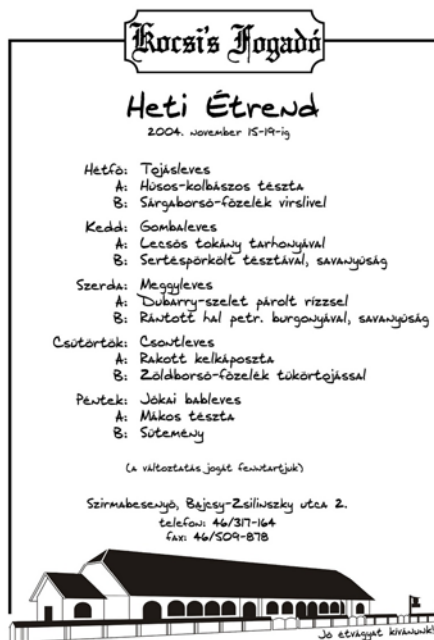 Kocsi's Fogadó
Heti Étrend
2004. november 15-19-ig
Hétfő: Tojásleves
A: Húsos-kolbászos tészta
B: Sárgaborsó-főzelék virslivel
Kedd: Gombaleves
A: Lecsós tokány tarhonyával
B: Sertéspörkölt tésztával, savanyúság
Szerda: Meggyleves
A: Dubarry-szelet párolt rizzsel
B: Rántott hal petr. burgonyával, savanyúság
Csütörtök: Csontleves
A: Rakott kelkáposzta
B: Zöldborsó-főzelék tükörtojással
Péntek: Jókai bableves
A: Mákos tészta
B: Sütemény
(a változtatás jogát fenntartjuk)
Szirmabesenyő, Bajcsy-Zsilinszky utca 2.
telefon: 46/317-164
fax: 46/509-878
Jó étvágyat kívánunk!